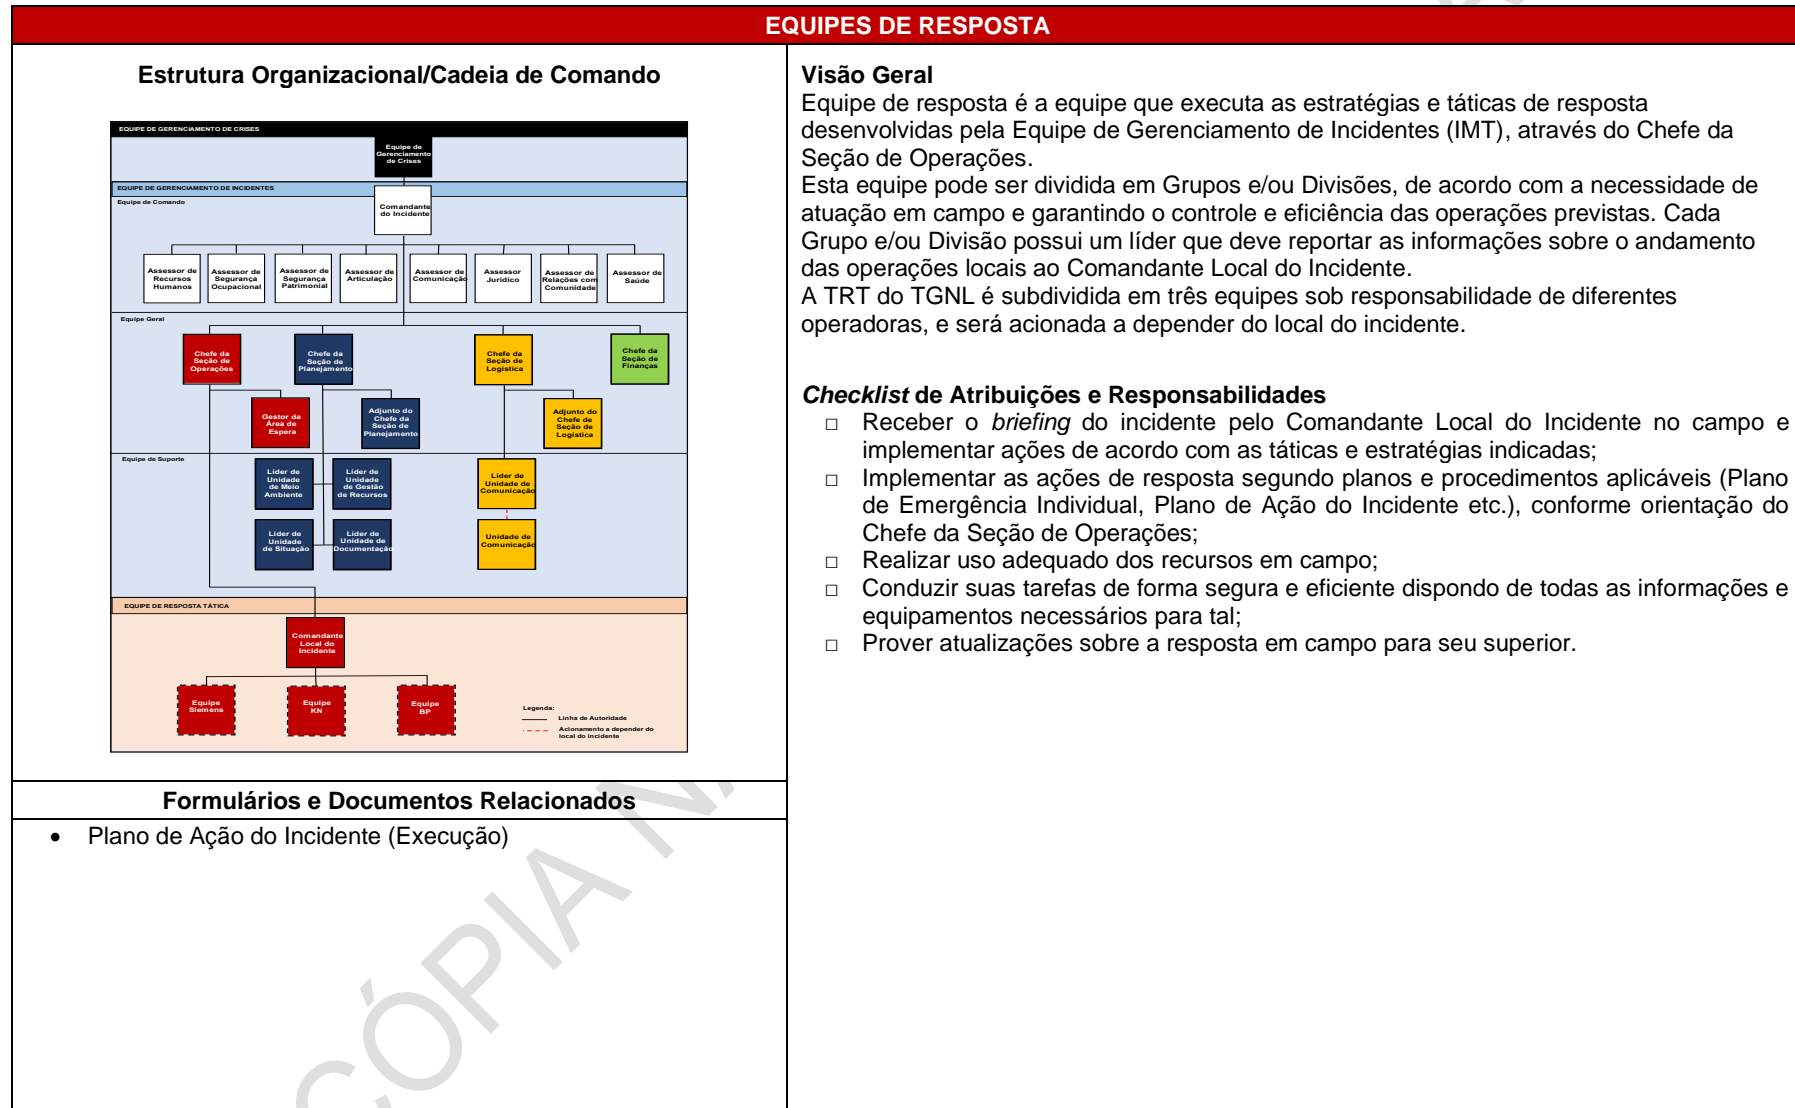 EQUIPES DE RESPOSTA
Estrutura Organizacional/Cadeia de Comando
EQUIPE DE GERENCIAMENTO DE CRISES
Equipe de
Gerenciamento
de Crises
EQUIPE DE GERENCIAMENTO DE INCIDENTES
Equipe de Comando
Comandante
do Incidente
Assessor de
Recursos
Humanos
Assessor de
Segurança
Ocupacional
Assessor de
Segurança
Patrimonial
Assessor de
Articulação
Assessor de
Comunicação
Assessor
Jurídico
Assessor de
Relações com
Comunidade
Assessor de
Saúde
Equipe Geral
Chefe da
Seção de
Operações
Chefe da
Seção de
Planejamento
Chefe da
Seção de
Logística
Chefe da
Seção de
Finanças
Gestor da
Área de
Espera
Adjunto do
Chefe da
Seção de
Planejamento
Adjunto do
Chefe de
Seção de
Logística
Equipe de Suporte
Líder de
Unidade
de Meio
Ambiente
Líder de
Unidade
de Gestão
de Recursos
Líder de
Unidade de
Comunicação
Líder de
Unidade
de Situação
Líder de
Unidade de
Documentação
Unidade de
Comunicação
EQUIPE DE RESPOSTA TÁTICA
Comandante
Local do
Incidente
Equipe
Siemens
Equipe
KN
Equipe
BP
Legenda:
Linha de Autoridade
Acionamento a depender do
local do incidente
Formulários e Documentos Relacionados
• Plano de Ação do Incidente (Execução)
Visão Geral
Equipe de resposta é a equipe que executa as estratégias e táticas de resposta
desenvolvidas pela Equipe de Gerenciamento de Incidentes (IMT), através do Chefe da
Seção de Operações.
Esta equipe pode ser dividida em Grupos e/ou Divisões, de acordo com a necessidade de
atuação em campo e garantindo o controle e eficiência das operações previstas. Cada
Grupo e/ou Divisão possui um líder que deve reportar as informações sobre o andamento
das operações locais ao Comandante Local do Incidente.
A TRT do TGNL é subdividida em três equipes sob responsabilidade de diferentes
operadoras, e será acionada a depender do local do incidente.
Checklist de Atribuições e Responsabilidades
□ Receber o briefing do incidente pelo Comandante Local do Incidente no campo e
implementar ações de acordo com as táticas e estratégias indicadas;
□ Implementar as ações de resposta segundo planos e procedimentos aplicáveis (Plano
de Emergência Individual, Plano de Ação do Incidente etc.), conforme orientação do
Chefe da Seção de Operações;
□ Realizar uso adequado dos recursos em campo;
□ Conduzir suas tarefas de forma segura e eficiente dispondo de todas as informações e
equipamentos necessários para tal;
□ Prover atualizações sobre a resposta em campo para seu superior.
CÓPIA